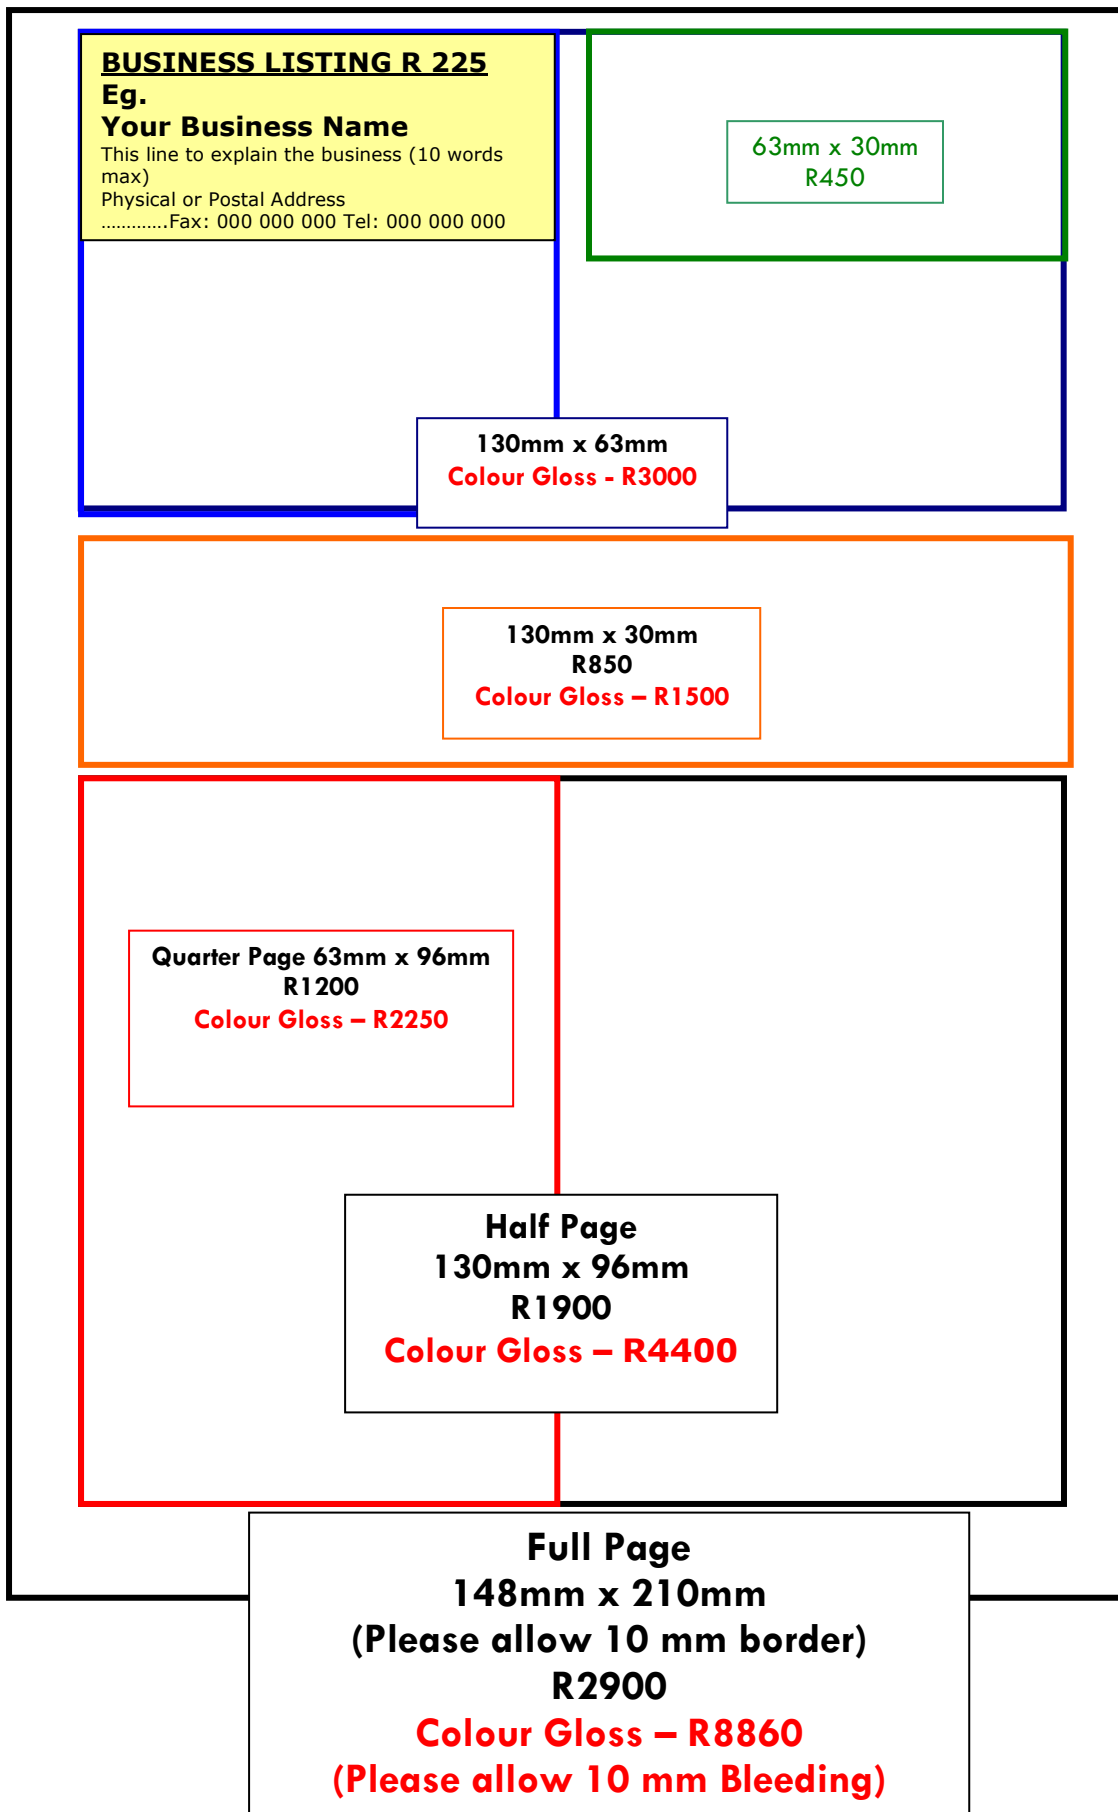 BUSINESS LISTING R 225
Eg.
Your Business Name
This line to explain the business (10 words
max)
Physical or Postal Address
………….Fax: 000 000 000 Tel: 000 000 000
63mm x 30mm
R450
130mm x 63mm
Colour Gloss - R3000
130mm x 30mm
R850
Colour Gloss – R1500
Quarter Page 63mm x 96mm
R1200
Colour Gloss – R2250
Half Page
130mm x 96mm
R1900
Colour Gloss – R4400
Full Page
148mm x 210mm
(Please allow 10 mm border)
R2900
Colour Gloss – R8860
(Please allow 10 mm Bleeding)